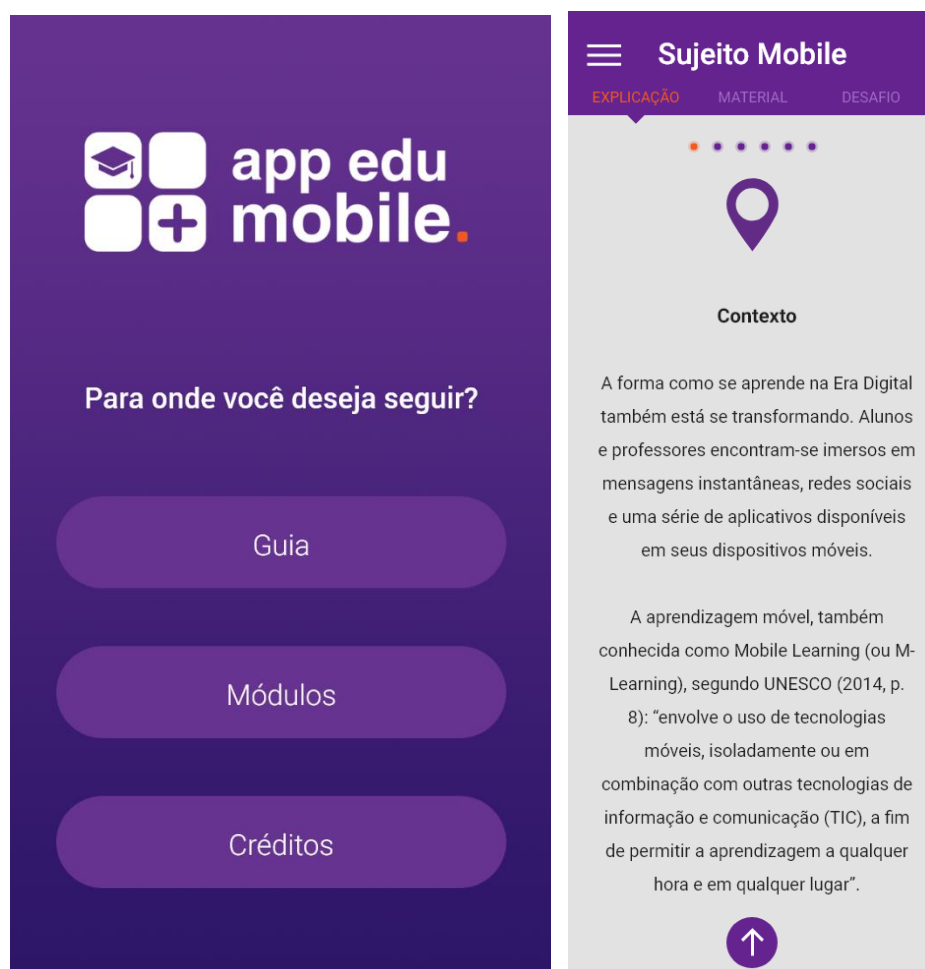 app edu
mobile.
Para onde você deseja seguir?
Guia
Módulos
Créditos
Sujeito Mobile
EXPLICAÇÃO MATERIAL DESAFIO
Contexto
A forma como se aprende na Era Digital
também está se transformando. Alunos
e professores encontram-se imersos em
mensagens instantâneas, redes sociais
e uma série de aplicativos disponíveis
em seus dispositivos móveis.
A aprendizagem móvel, também
conhecida como Mobile Learning (ou M-
Learning), segundo UNESCO (2014, p.
8): “envolve o uso de tecnologias
móveis, isoladamente ou em
combinação com outras tecnologias de
informação e comunicação (TIC), a fim
de permitir a aprendizagem a qualquer
hora e em qualquer lugar”.